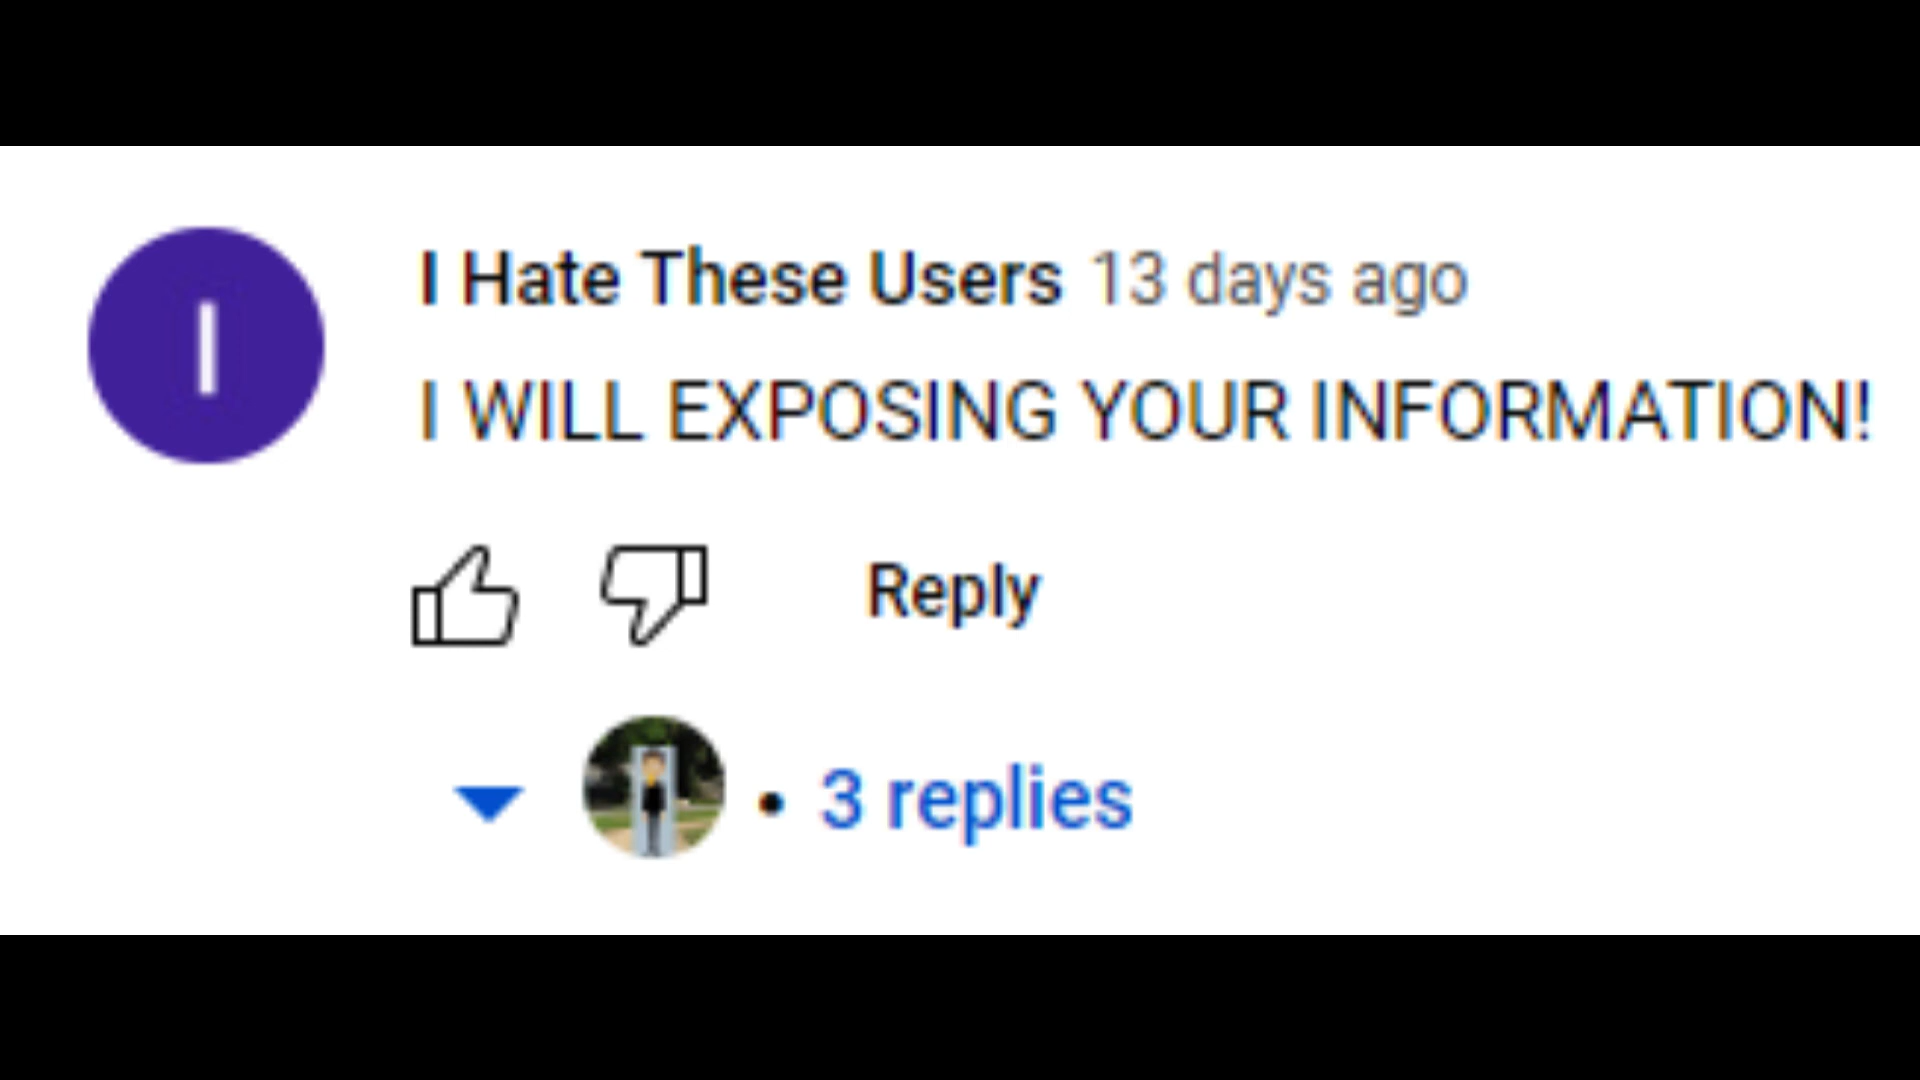 I
I Hate These Users 13 days ago
I WILL EXPOSING YOUR INFORMATION!
Reply
• 3 replies